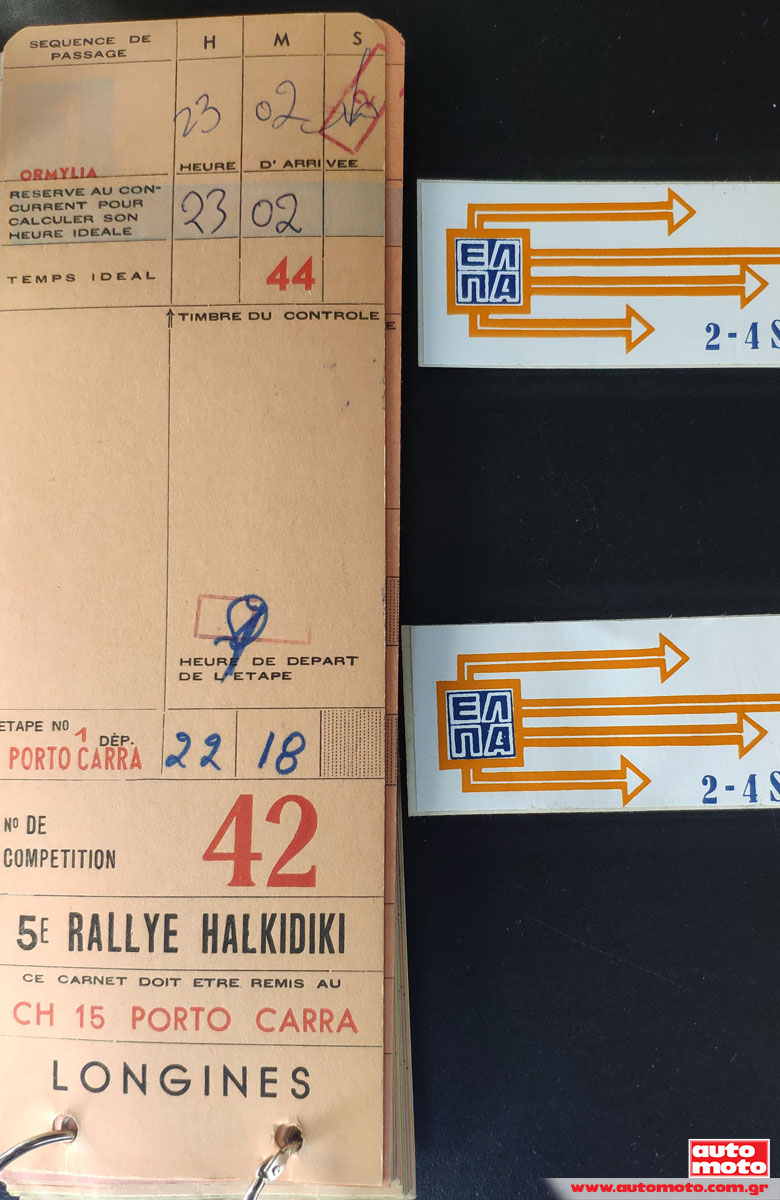 SEQUENCE DE PASSAGE
H M S
23 02
ORMYLIA
HEURE D'ARRIVEE
RESERVE AU CON-
CURRENT POUR
CALCULER SON
HEURE IDEALE
23 02
TEMPS IDEAL 44
TIMBRE DU CONTROLE
E
HEURE DE DEPART
DE L'ETAPE
ETAPE NO 1 DÈP.
PORTO CARRA 22 18
No DE
COMPETITION
42
5E RALLYE HALKIDIKI
CE CARNET DOIT ETRE REMIS AU
CH 15 PORTO CARRA
LONGINES
ΕΛ
ΠΑ
2-4 S
ΕΛ
ΠΑ
2-4 S
auto
moto
www.automoto.com.gr